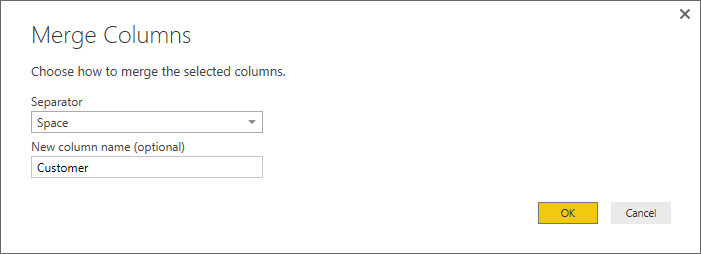 Merge Columns
Choose how to merge the selected columns.
Separator
Space
New column name (optional)
Customer
OK
Cancel